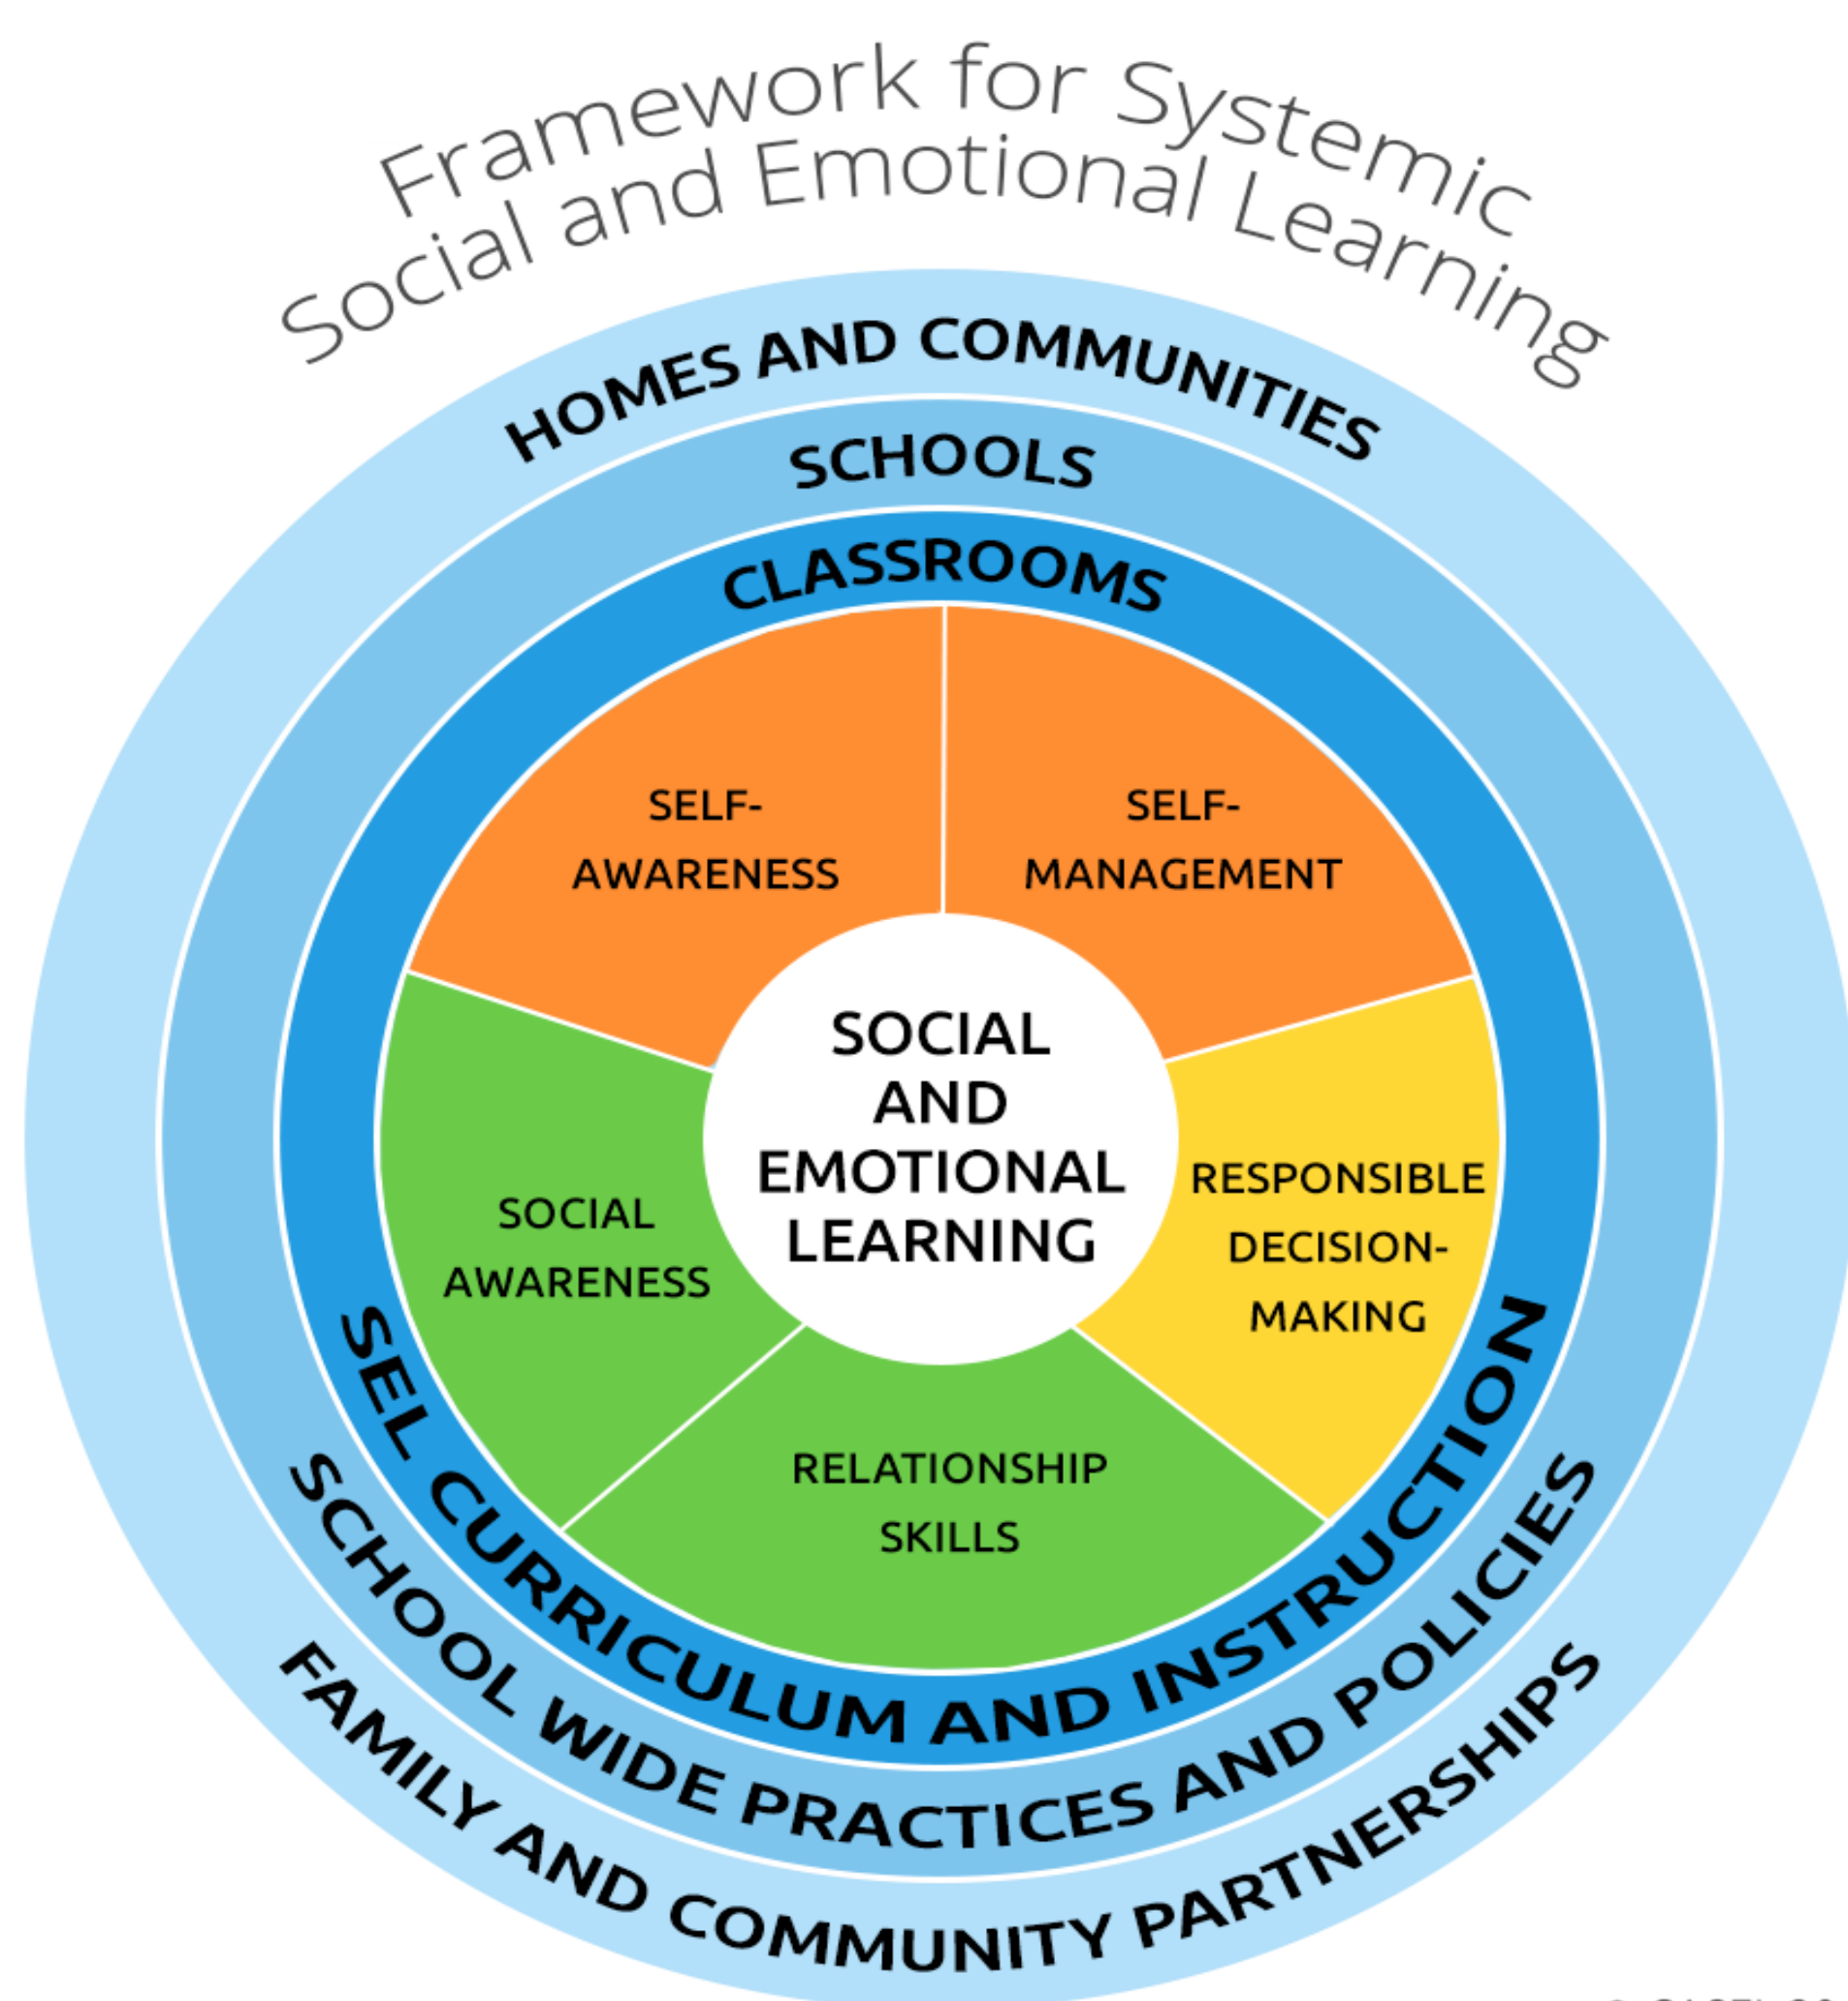 Framework for Systemic
Social and Emotional Learning
HOMES AND COMMUNITIES
SCHOOLS
CLASSROOMS
SELF-
AWARENESS
SELF-
MANAGEMENT
SOCIAL
AND
EMOTIONAL
LEARNING
SOCIAL
AWARENESS
RESPONSIBLE
DECISION-
MAKING
RELATIONSHIP
SKILLS
SEL CURRICULUM AND INSTRUCTION
SCHOOL WIDE PRACTICES AND POLICIES
FAMILY AND COMMUNITY PARTNERSHIPS